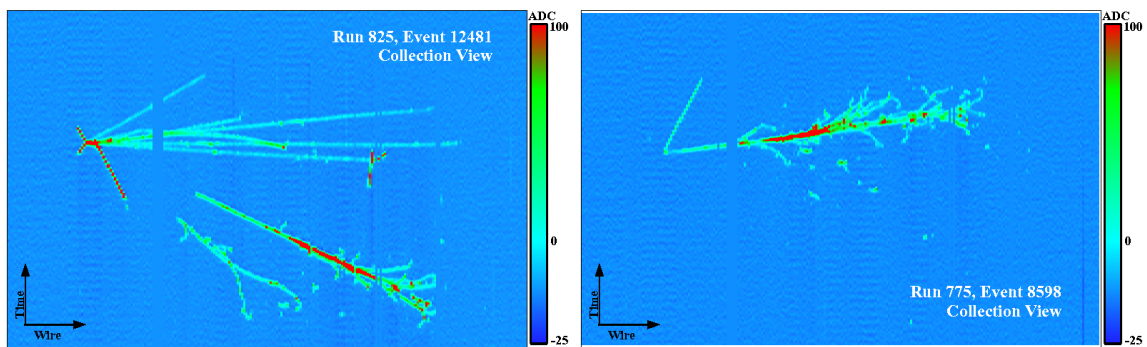 ADC
100
Run 825, Event 12481
Collection View
0
Time
Wire
-25
ADC
100
0
Run 775, Event 8598
Collection View
Time
Wire
-25